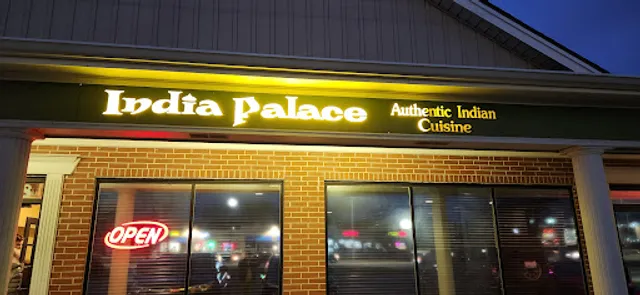 India Palace
Authentic Indian
Cuisine
OPEN